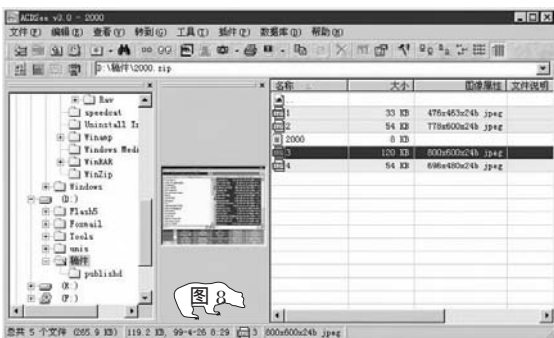 ACDSee v3.0 - 2000
文件(F) 编辑(E) 查看(V) 转到(G) 工具(T) 插件(P) 数据库(D) 帮助(H)
D:\稿件\2000.zip
名称 大小 图像属性 文件说明
Rav
speedcat
Uninstall
Winamp
Windows Medi
WinRAR
WinZip
Windows
(D:)
Flash5
Foxmail
Tools
unis
稿件
publishd
(E:)
(F:)
..
1 33 KB 476x463x24b jpeg
2 54 KB 778x600x24b jpeg
2000 8 KB
3 120 KB 800x600x24b jpeg
4 54 KB 696x480x24b jpeg
图 8
总共 5 个文件 (265.9 KB) 119.2 KB, 99-4-26 8:29 3 800x600x24b jpeg